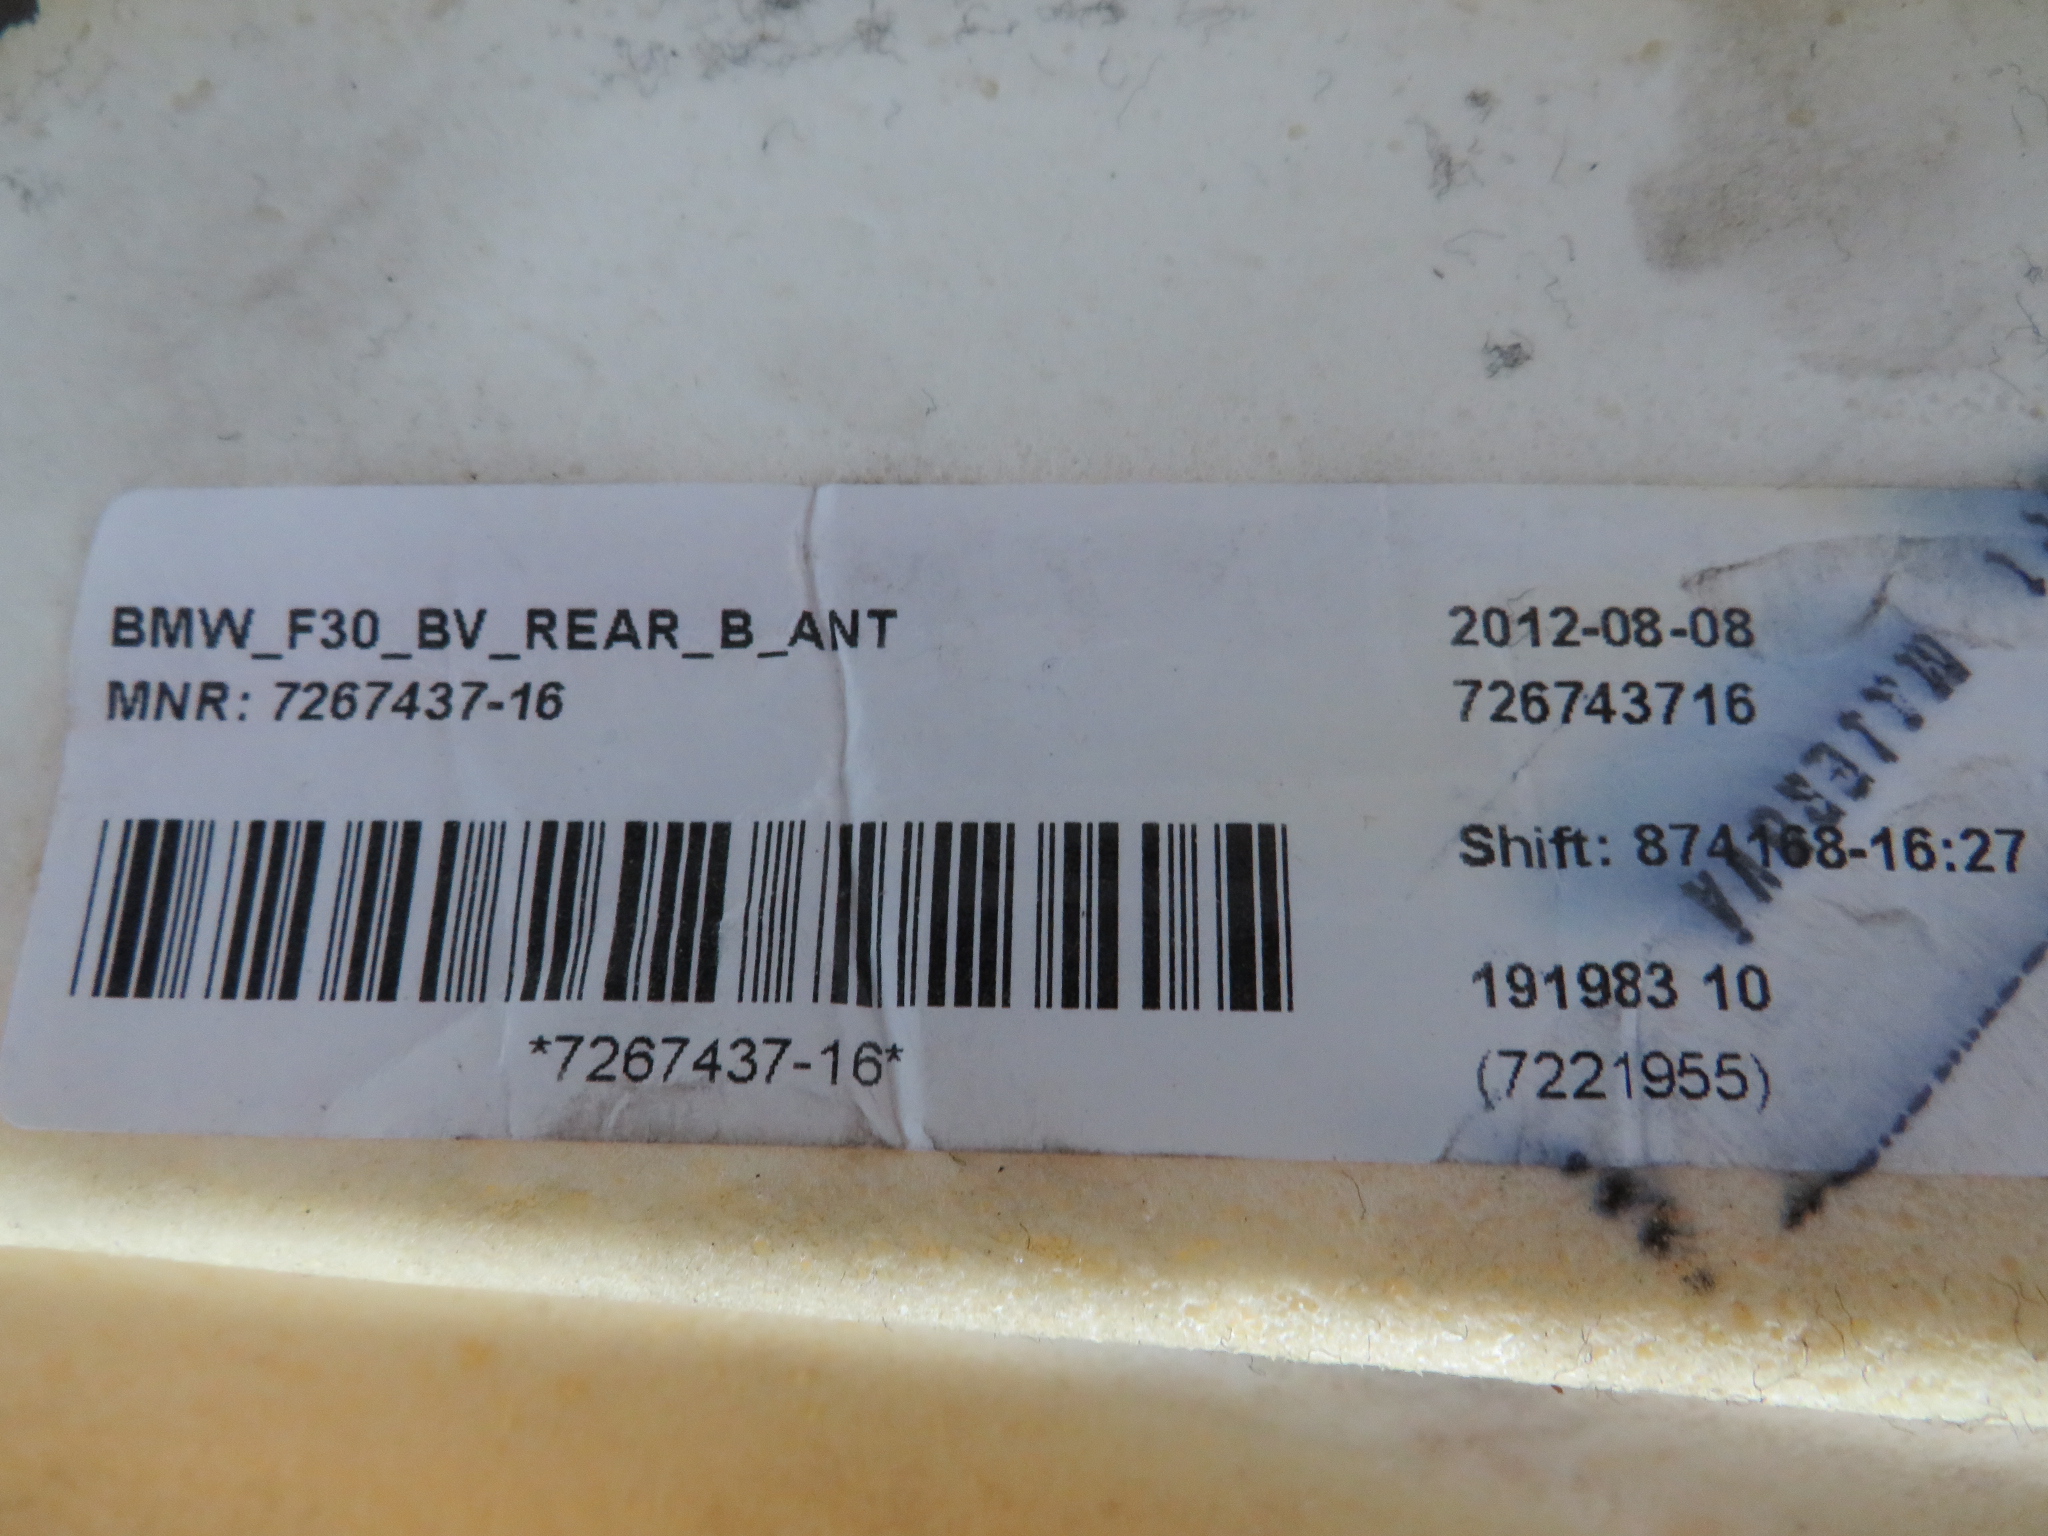 BMW_F30_BV_REAR_B_ANT
MNR: 7267437-16
*7267437-16*
2012-08-08
726743716
Shift: 874168-16:27
191983 10
(7221955)